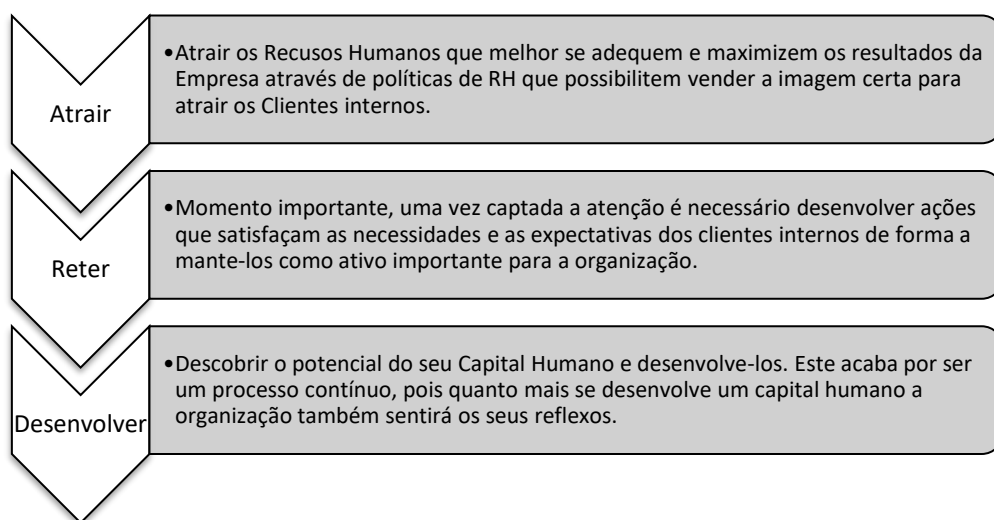 Atrair
•Atrair os Recusos Humanos que melhor se adequem e maximizem os resultados da
Empresa através de políticas de RH que possibilitem vender a imagem certa para
atrair os Clientes internos.
Reter
•Momento importante, uma vez captada a atenção é necessário desenvolver ações
que satisfaçam as necessidades e as expectativas dos clientes internos de forma a
mante-los como ativo importante para a organização.
Desenvolver
•Descobrir o potencial do seu Capital Humano e desenvolve-los. Este acaba por ser
um processo contínuo, pois quanto mais se desenvolve um capital humano a
organização também sentirá os seus reflexos.